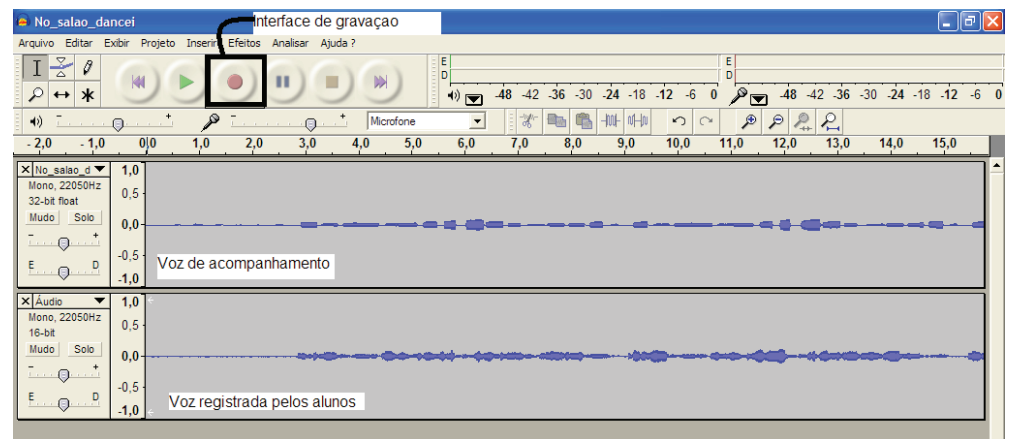 No_salao_dancei
Interface de gravaçao
Arquivo Editar Exibir Projeto Inserir Efeitos Analisar Ajuda ?
E
D
-48 -42 -36 -30 -24 -18 -12 -6 0
E
D
-48 -42 -36 -30 -24 -18 -12 -6 0
- + - + Microfone
- 2,0 - 1,0 0,0 1,0 2,0 3,0 4,0 5,0 6,0 7,0 8,0 9,0 10,0 11,0 12,0 13,0 14,0 15,0
X No_salao_d
Mono, 22050Hz
32-bit float
Mudo Solo
- +
E D
1,0
0,5
0,0
-0,5
-1,0
Voz de acompanhamento
X Áudio
Mono, 22050Hz
16-bit
Mudo Solo
- +
E D
1,0
0,5
0,0
-0,5
-1,0
Voz registrada pelos alunos